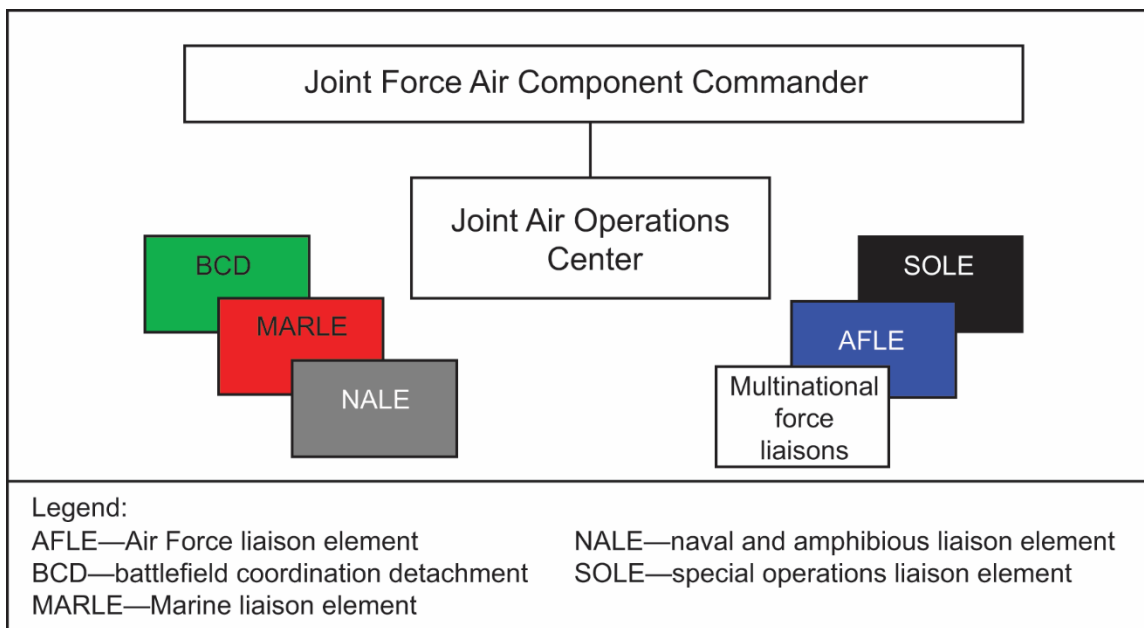 Joint Force Air Component Commander
Joint Air Operations
Center
BCD
MARLE
NALE
SOLE
AFLE
Multinational
force
liaisons
Legend:
AFLE—Air Force liaison element
BCD—battlefield coordination detachment
MARLE—Marine liaison element
NALE—naval and amphibious liaison element
SOLE—special operations liaison element